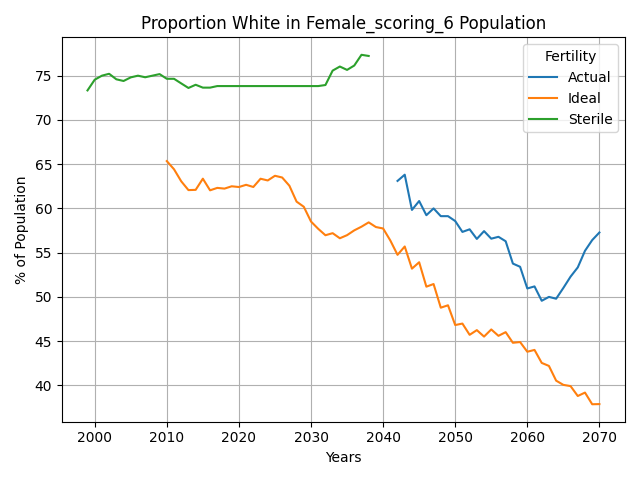 Proportion White in Female_scoring_6 Population
Fertility
Actual
Ideal
Sterile
% of Population
75
70
65
60
55
50
45
40
2000 2010 2020 2030 2040 2050 2060 2070
Years